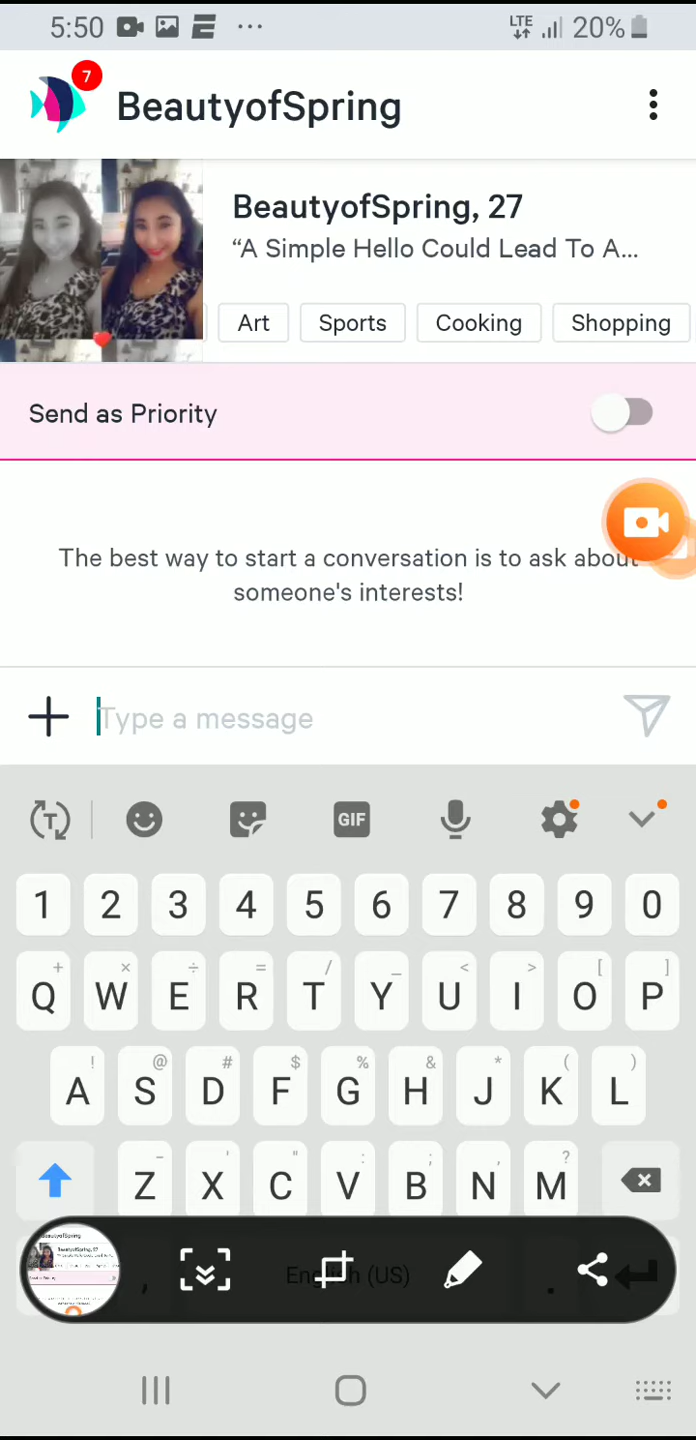 5:50 LTE 20%
7
BeautyofSpring
BeautyofSpring, 27
“A Simple Hello Could Lead To A...
Art Sports Cooking Shopping
Send as Priority
The best way to start a conversation is to ask about
someone's interests!
Type a message
T GIF
1 2 3 4 5 6 7 8 9 0
+ × ÷ = / _ < > [ ]
Q W E R T Y U I O P
! @ # $ % & * ( )
A S D F G H J K L
- ' " : ; , ?
Z X C V B N M
, English (US) .